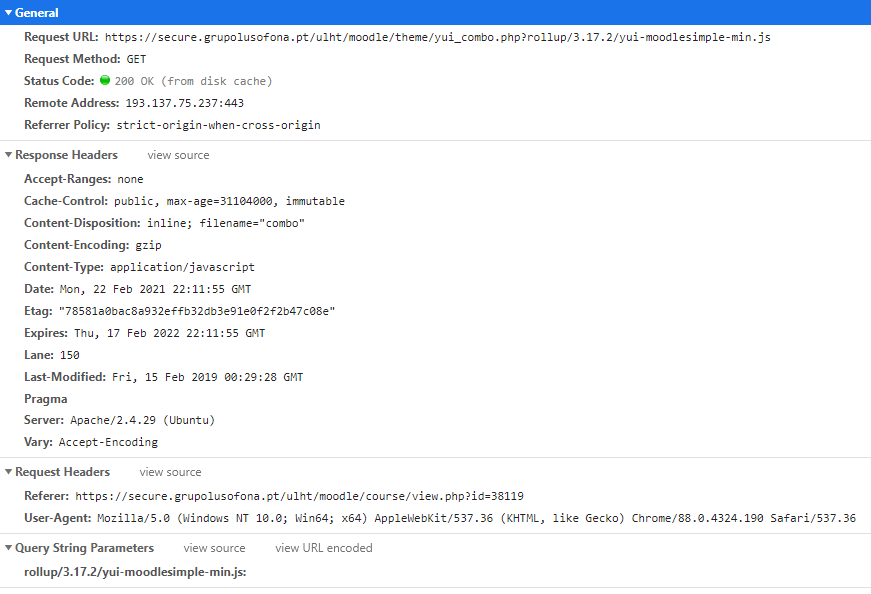 General
Request URL: https://secure.grupolusofona.pt/ulht/moodle/theme/yui_combo.php?rollup/3.17.2/yui-moodlesimple-min.js
Request Method: GET
Status Code: 200 OK (from disk cache)
Remote Address: 193.137.75.237:443
Referrer Policy: strict-origin-when-cross-origin
Response Headers view source
Accept-Ranges: none
Cache-Control: public, max-age=31104000, immutable
Content-Disposition: inline; filename="combo"
Content-Encoding: gzip
Content-Type: application/javascript
Date: Mon, 22 Feb 2021 22:11:55 GMT
Etag: "78581a0bac8a932effb32db3e91e0f2f2b47c08e"
Expires: Thu, 17 Feb 2022 22:11:55 GMT
Lane: 150
Last-Modified: Fri, 15 Feb 2019 00:29:28 GMT
Pragma
Server: Apache/2.4.29 (Ubuntu)
Vary: Accept-Encoding
Request Headers view source
Referer: https://secure.grupolusofona.pt/ulht/moodle/course/view.php?id=38119
User-Agent: Mozilla/5.0 (Windows NT 10.0; Win64; x64) AppleWebKit/537.36 (KHTML, like Gecko) Chrome/88.0.4324.190 Safari/537.36
Query String Parameters view source view URL encoded
rollup/3.17.2/yui-moodlesimple-min.js: